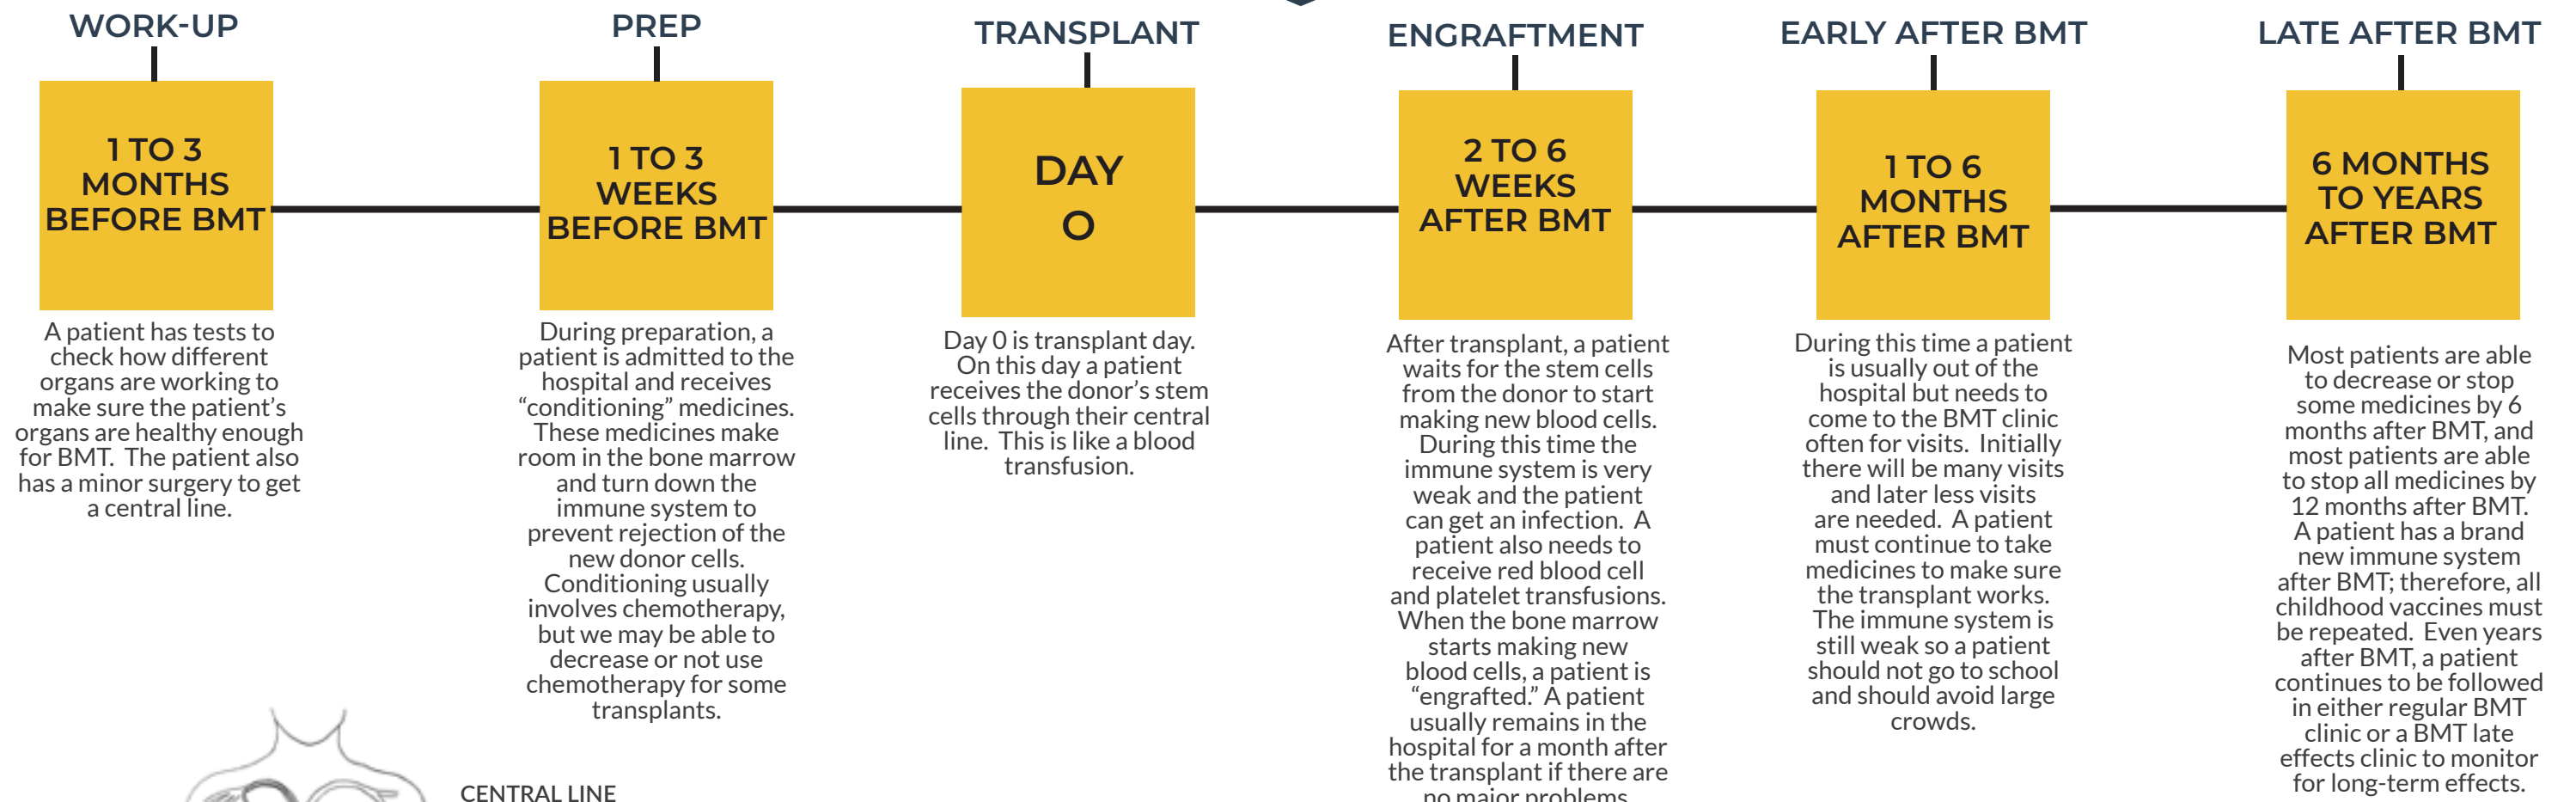 WORK-UP
1 TO 3
MONTHS
BEFORE BMT
A patient has tests to
check how different
organs are working to
make sure the patient's
organs are healthy enough
for BMT.  The patient also
has a minor surgery to get
a central line.
PREP
1 TO 3
WEEKS
BEFORE BMT
During preparation, a
patient is admitted to the
hospital and receives
“conditioning” medicines.
These medicines make
room in the bone marrow
and turn down the
immune system to
prevent rejection of the
new donor cells.
Conditioning usually
involves chemotherapy,
but we may be able to
decrease or not use
chemotherapy for some
transplants.
TRANSPLANT
DAY
0
Day 0 is transplant day.
On this day a patient
receives the donor's stem
cells through their central
line.  This is like a blood
transfusion.
ENGRAFTMENT
2 TO 6
WEEKS
AFTER BMT
After transplant, a patient
waits for the stem cells
from the donor to start
making new blood cells.
During this time the
immune system is very
weak and the patient
can get an infection.  A
patient also needs to
receive red blood cell
and platelet transfusions.
When the bone marrow
starts making new
blood cells, a patient is
“engrafted.” A patient
usually remains in the
hospital for a month after
the transplant if there are
no major problems
EARLY AFTER BMT
1 TO 6
MONTHS
AFTER BMT
During this time a patient
is usually out of the
hospital but needs to
come to the BMT clinic
often for visits.  Initially
there will be many visits
and later less visits
are needed.  A patient
must continue to take
medicines to make sure
the transplant works.
The immune system is
still weak so a patient
should not go to school
and should avoid large
crowds.
LATE AFTER BMT
6 MONTHS
TO YEARS
AFTER BMT
Most patients are able
to decrease or stop
some medicines by 6
months after BMT, and
most patients are able
to stop all medicines by
12 months after BMT.
A patient has a brand
new immune system
after BMT; therefore, all
childhood vaccines must
be repeated.  Even years
after BMT, a patient
continues to be followed
in either regular BMT
clinic or a BMT late
effects clinic to monitor
for long-term effects.
CENTRAL LINE